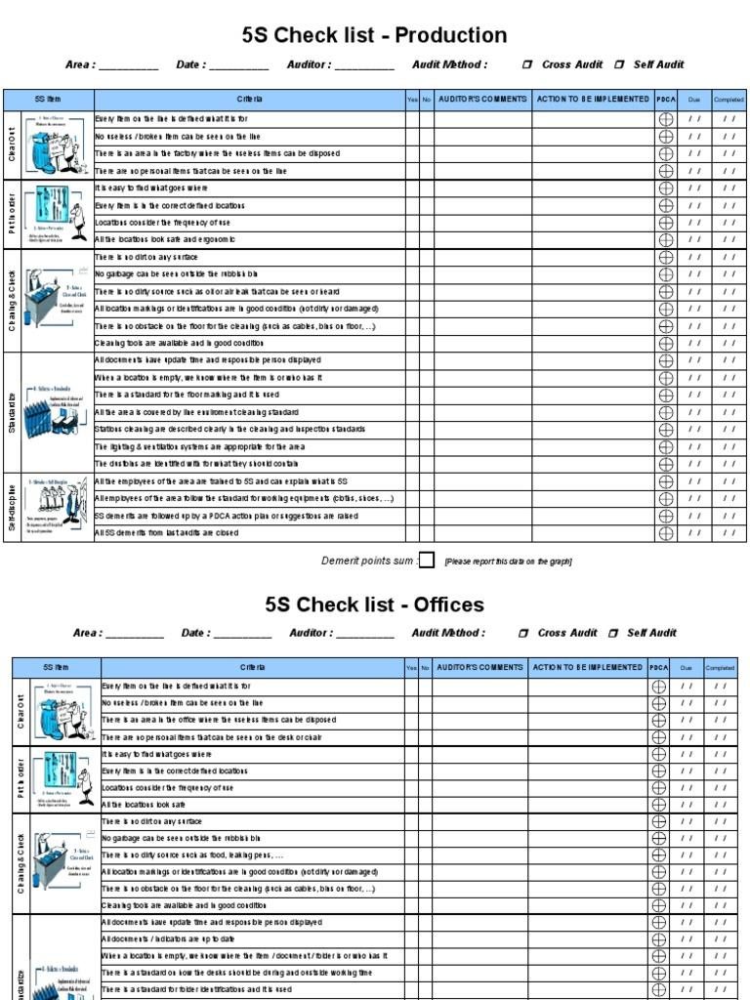 5S Check list - Production
Area : __________ Date : __________ Auditor : __________ Audit Method : ❒ Cross Audit ❒ Self Audit
5S Item Criteria Yes No AUDITOR'S COMMENTS ACTION TO BE IMPLEMENTED PDCA Due Completed
Clear Out
Every item on the line is defined what it is for / / / /
No useless / broken item can be seen on the line / / / /
There is an area in the factory where the useless items can be disposed / / / /
There are no personal items that can be seen on the line / / / /
Put in order
It is easy to find what goes where / / / /
Every item is in the correct defined locations / / / /
Locations consider the frequency of use / / / /
All the locations look safe and ergonomic / / / /
Cleaning & Check
There is no dirt on any surface / / / /
No garbage can be seen outside the rubbish bin / / / /
There is no dirty source such as oil or air leak that can be seen or heard / / / /
All location markings or identifications are in good condition (not dirty nor damaged) / / / /
There is no obstacle on the floor for the cleaning (such as cables, bins on floor, ...) / / / /
Cleaning tools are available and in good condition / / / /
Standardize
All documents have update time and responsible person displayed / / / /
When a location is empty, we know where the item is or who has it / / / /
There is a standard for the floor marking and it is used / / / /
All the area is covered by line enviroment cleaning standard / / / /
Stations cleaning are described clearly in the cleaning and inspection standards / / / /
The lighting & ventilation systems are appropriate for the area / / / /
The dustbins are identified with for what they should contain / / / /
Self-discipline
All the employees of the area are trained to 5S and can explain what is 5S / / / /
All employees of the area follow the standard for working equipments (cloths, shoes, ...) / / / /
5S demerits are followed up by a PDCA action plan or suggestions are raised / / / /
All 5S demerits from last audits are closed / / / /
Demerit points sum : [Please report this data on the graph]
5S Check list - Offices
Area : __________ Date : __________ Auditor : __________ Audit Method : ❒ Cross Audit ❒ Self Audit
5S Item Criteria Yes No AUDITOR'S COMMENTS ACTION TO BE IMPLEMENTED PDCA Due Completed
Clear Out
Every item on the line is defined what it is for / / / /
No useless / broken item can be seen on the line / / / /
There is an area in the office where the useless items can be disposed / / / /
There are no personal items that can be seen on the desk or chair / / / /
Put in order
It is easy to find what goes where / / / /
Every item is in the correct defined locations / / / /
Locations consider the frequency of use / / / /
All the locations look safe / / / /
Cleaning & Check
There is no dirt on any surface / / / /
No garbage can be seen outside the rubbish bin / / / /
There is no dirty source such as food, leaking pens, ... / / / /
All location markings or identifications are in good condition (not dirty nor damaged) / / / /
There is no obstacle on the floor for the cleaning (such as cables, bins on floor, ...) / / / /
Cleaning tools are available and in good condition / / / /
All documents have update time and responsible person displayed / / / /
All documents / indicators are up to date / / / /
When a location is empty, we know where the item / document / folder is or who has it / / / /
There is a standard on how the desks should be during and oustside working time / / / /
There is a standard for folder identifications and it is used / / / /